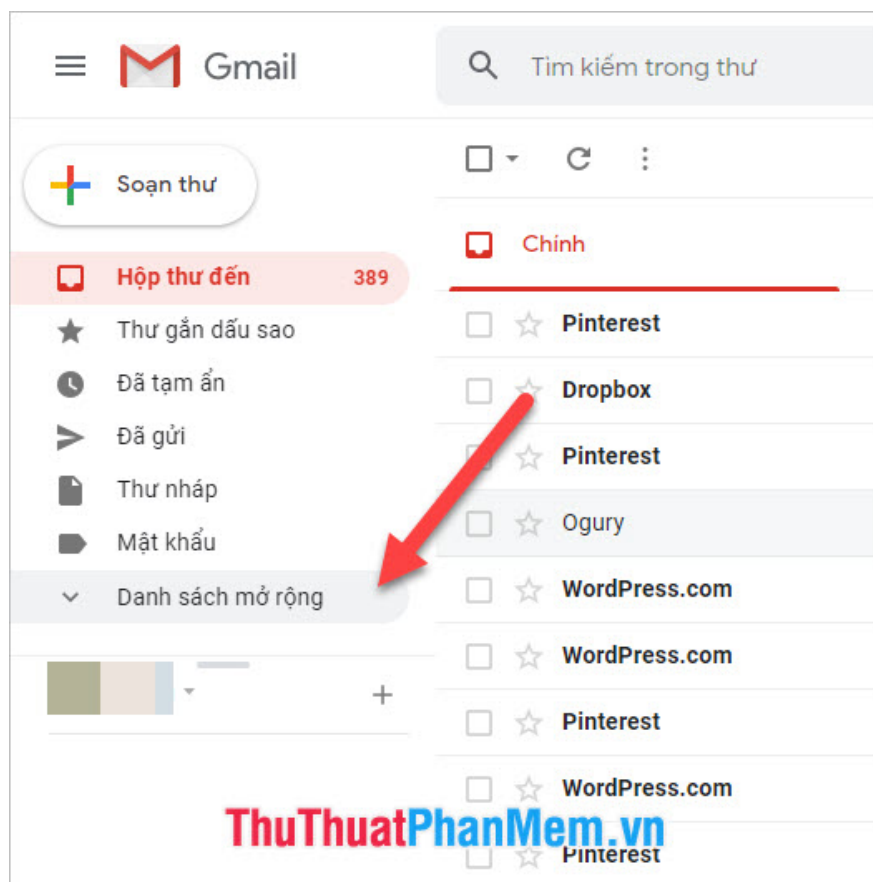 Gmail
Tìm kiếm trong thư
Soạn thư
Chính
Hộp thư đến 389
Thư gắn dấu sao
Đã tạm ẩn
Đã gửi
Thư nháp
Mật khẩu
Danh sách mở rộng
Pinterest
Dropbox
Pinterest
Ogury
WordPress.com
WordPress.com
Pinterest
WordPress.com
Pinterest
ThuThuatPhanMem.vn